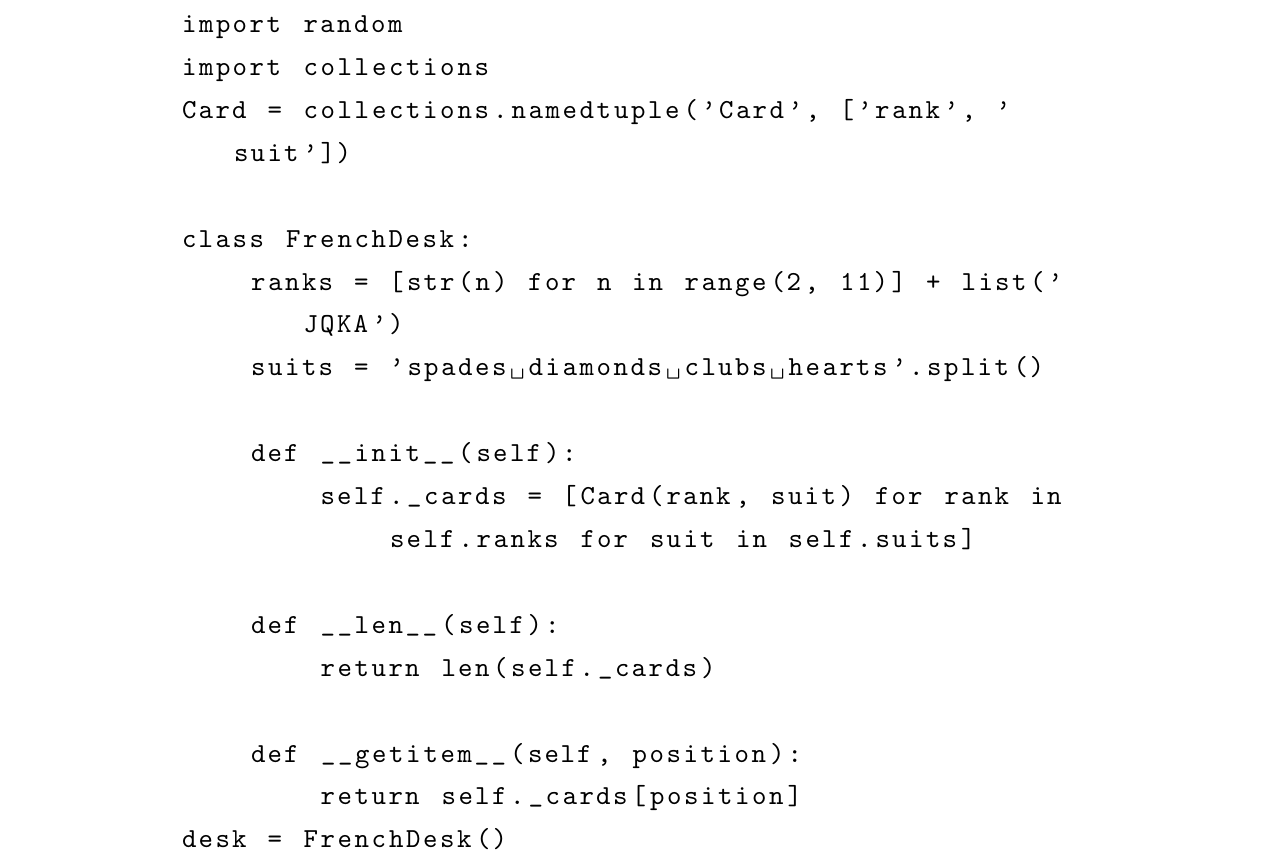 import random
import collections
Card = collections.namedtuple('Card', ['rank', '
suit'])
class FrenchDesk:
ranks = [str(n) for n in range(2, 11)] + list('
JQKA')
suits = 'spades␣diamonds␣clubs␣hearts'.split()
def __init__(self):
self._cards = [Card(rank, suit) for rank in
self.ranks for suit in self.suits]
def __len__(self):
return len(self._cards)
def __getitem__(self, position):
return self._cards[position]
desk = FrenchDesk()